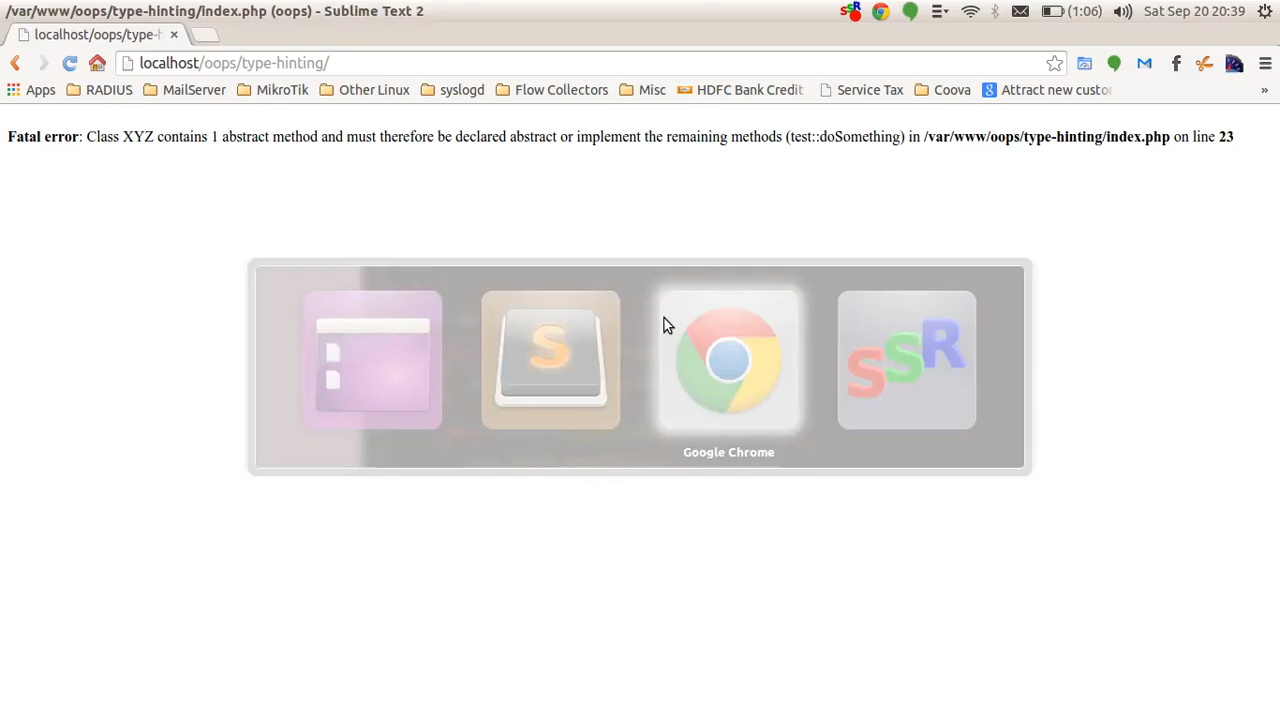 /var/www/oops/type-hinting/index.php (oops) - Sublime Text 2
(1:06) Sat Sep 20 20:39
localhost/oops/type-h
localhost/oops/type-hinting/
Apps RADIUS MailServer MikroTik Other Linux syslogd Flow Collectors Misc HDFC Bank Credit Service Tax Coova Attract new custo »
Fatal error: Class XYZ contains 1 abstract method and must therefore be declared abstract or implement the remaining methods (test::doSomething) in /var/www/oops/type-hinting/index.php on line 23
S SSR
Google Chrome